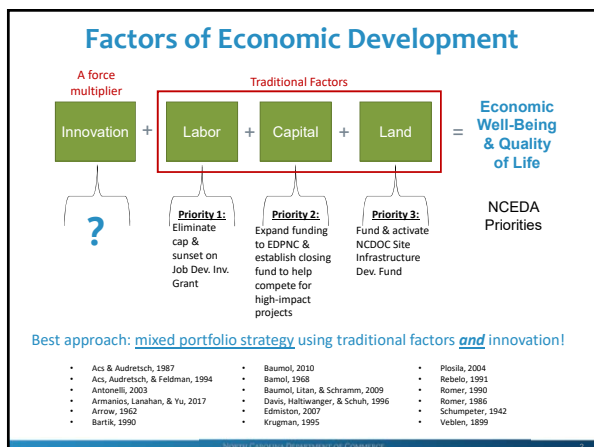 Factors of Economic Development
A force
multiplier
Traditional Factors
Innovation + Labor + Capital + Land =
Economic
Well-Being
& Quality
of Life
?
Priority 1:
Eliminate
cap &
sunset on
Job Dev. Inv.
Grant
Priority 2:
Expand funding
to EDPNC &
establish closing
fund to help
compete for
high-impact
projects
Priority 3:
Fund & activate
NCDOC Site
Infrastructure
Dev. Fund
NCEDA
Priorities
Best approach: mixed portfolio strategy using traditional factors and innovation!
• Acs & Audretsch, 1987
• Acs, Audretsch, & Feldman, 1994
• Antonelli, 2003
• Armanios, Lanahan, & Yu, 2017
• Arrow, 1962
• Bartik, 1990
• Baumol, 2010
• Bamol, 1968
• Baumol, Litan, & Schramm, 2009
• Davis, Haltiwanger, & Schuh, 1996
• Edmiston, 2007
• Krugman, 1995
• Plosila, 2004
• Rebelo, 1991
• Romer, 1990
• Romer, 1986
• Schumpeter, 1942
• Veblen, 1899
North Carolina Department of Commerce